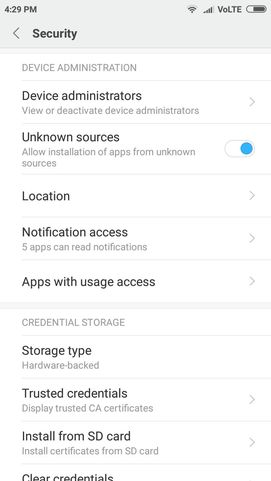 4:29 PM
VoLTE
Security
DEVICE ADMINISTRATION
Device administrators
View or deactivate device administrators
Unknown sources
Allow installation of apps from unknown
sources
Location
Notification access
5 apps can read notifications
Apps with usage access
CREDENTIAL STORAGE
Storage type
Hardware-backed
Trusted credentials
Display trusted CA certificates
Install from SD card
Install certificates from SD card
Clear credentials